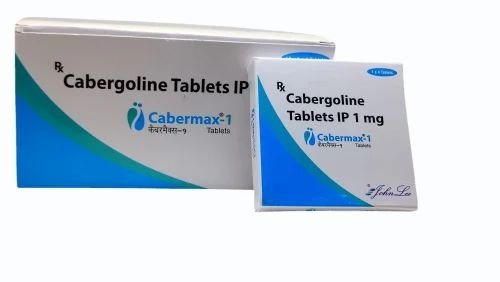 Rx
Cabergoline Tablets IP
Cabermax®-1
केबरमैक्स-१
Tablets
Rx
Cabergoline
Tablets IP 1 mg
Cabermax®-1
केबरमैक्स-१
Tablets
John Lee